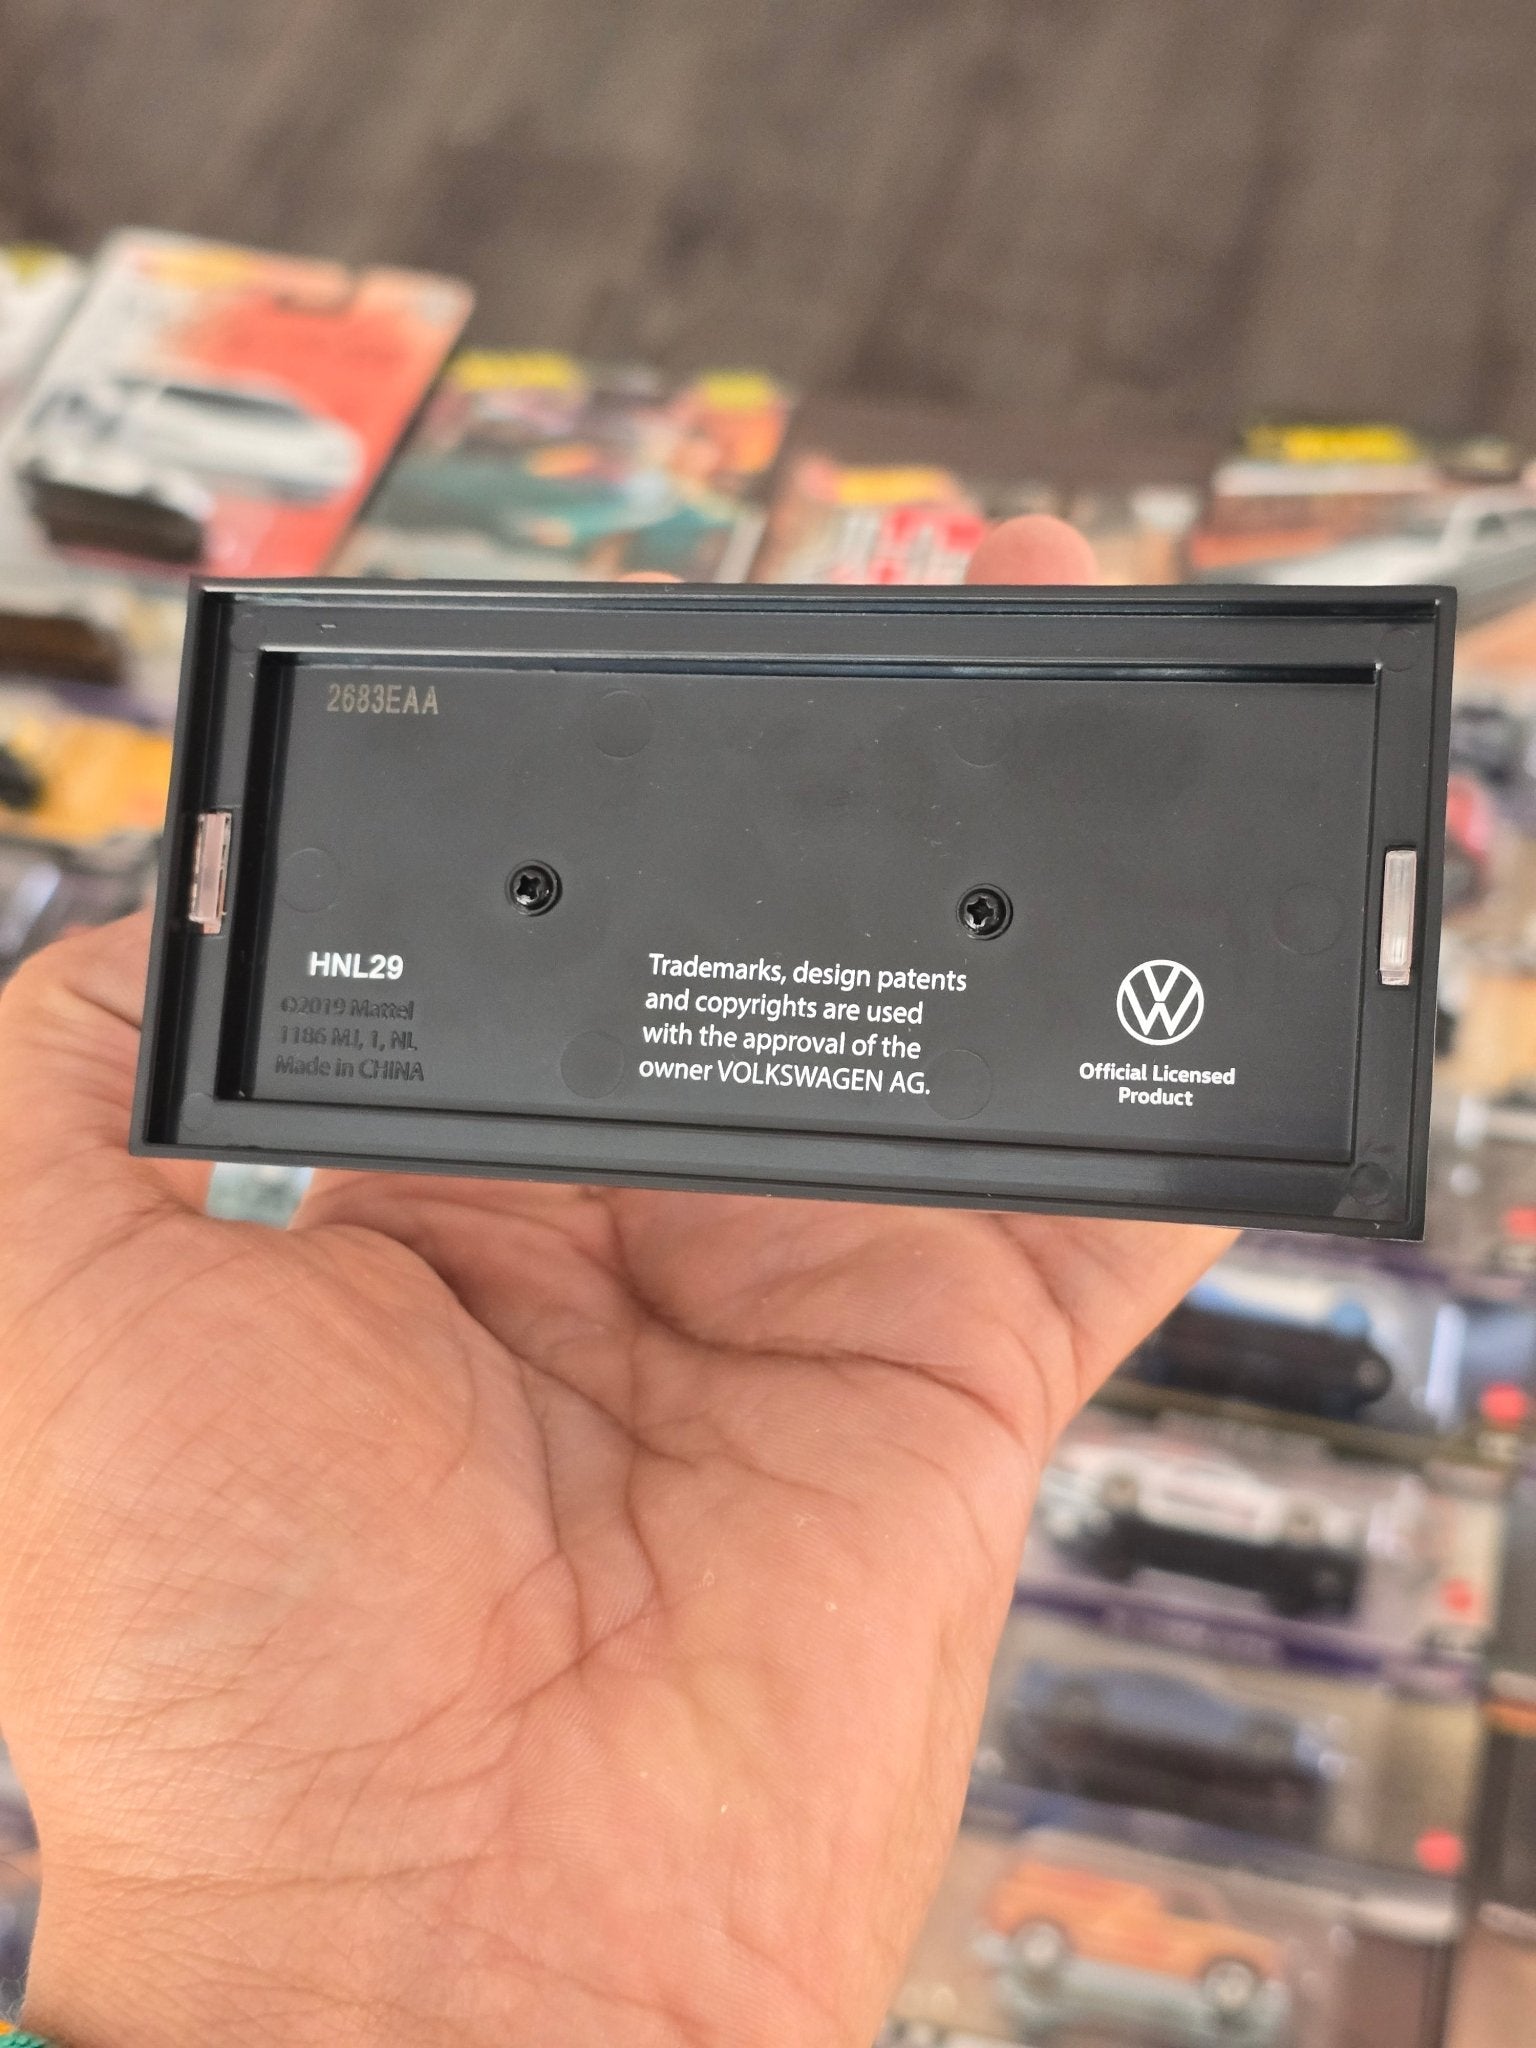 2683EAA
HNL29
©2019 Mattel
1186 MJ, 1, NL
Made in CHINA
Trademarks, design patents
and copyrights are used
with the approval of the
owner VOLKSWAGEN AG.
Official Licensed
Product